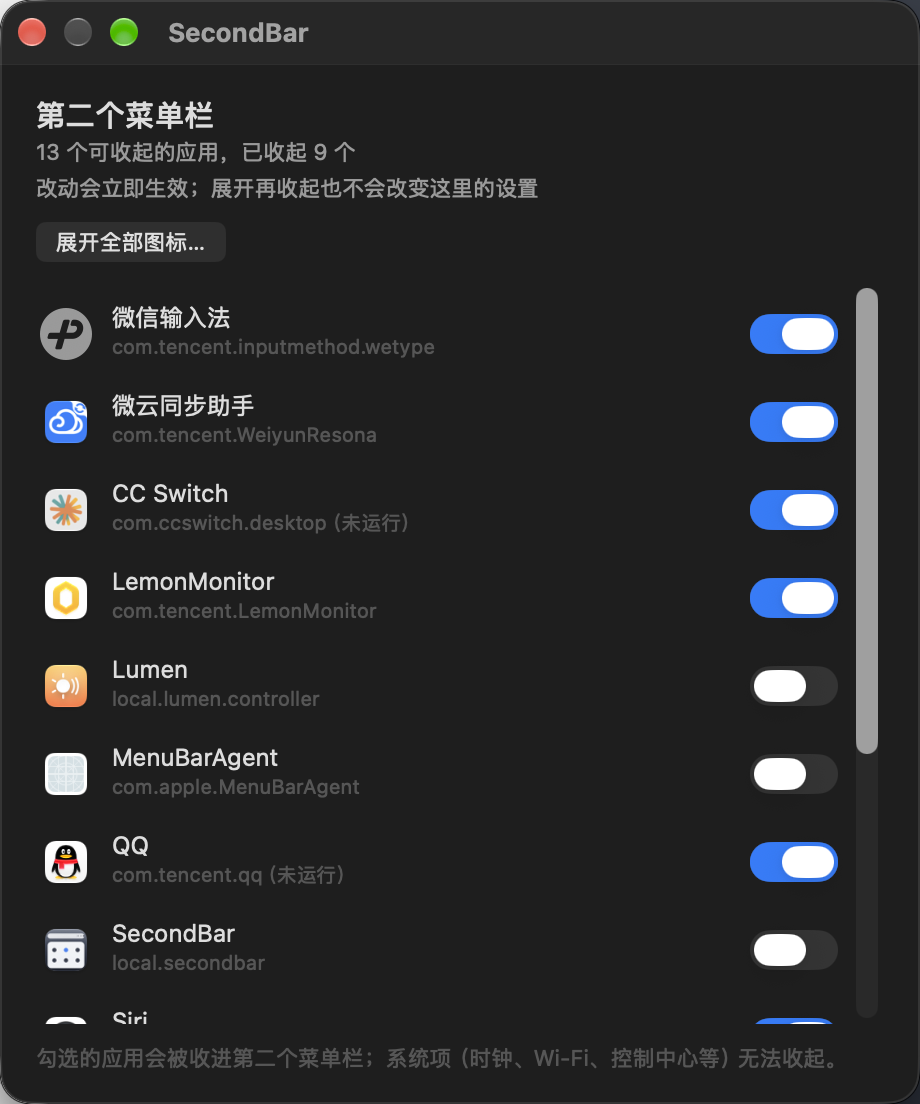 SecondBar
第二个菜单栏
13 个可收起的应用，已收起 9 个
改动会立即生效；展开再收起也不会改变这里的设置
展开全部图标...
微信输入法
com.tencent.inputmethod.wetype
微云同步助手
com.tencent.WeiyunResona
CC Switch
com.ccswitch.desktop (未运行)
LemonMonitor
com.tencent.LemonMonitor
Lumen
local.lumen.controller
MenuBarAgent
com.apple.MenuBarAgent
QQ
com.tencent.qq (未运行)
SecondBar
local.secondbar
Siri
勾选的应用会被收进第二个菜单栏；系统项（时钟、Wi-Fi、控制中心等）无法收起。